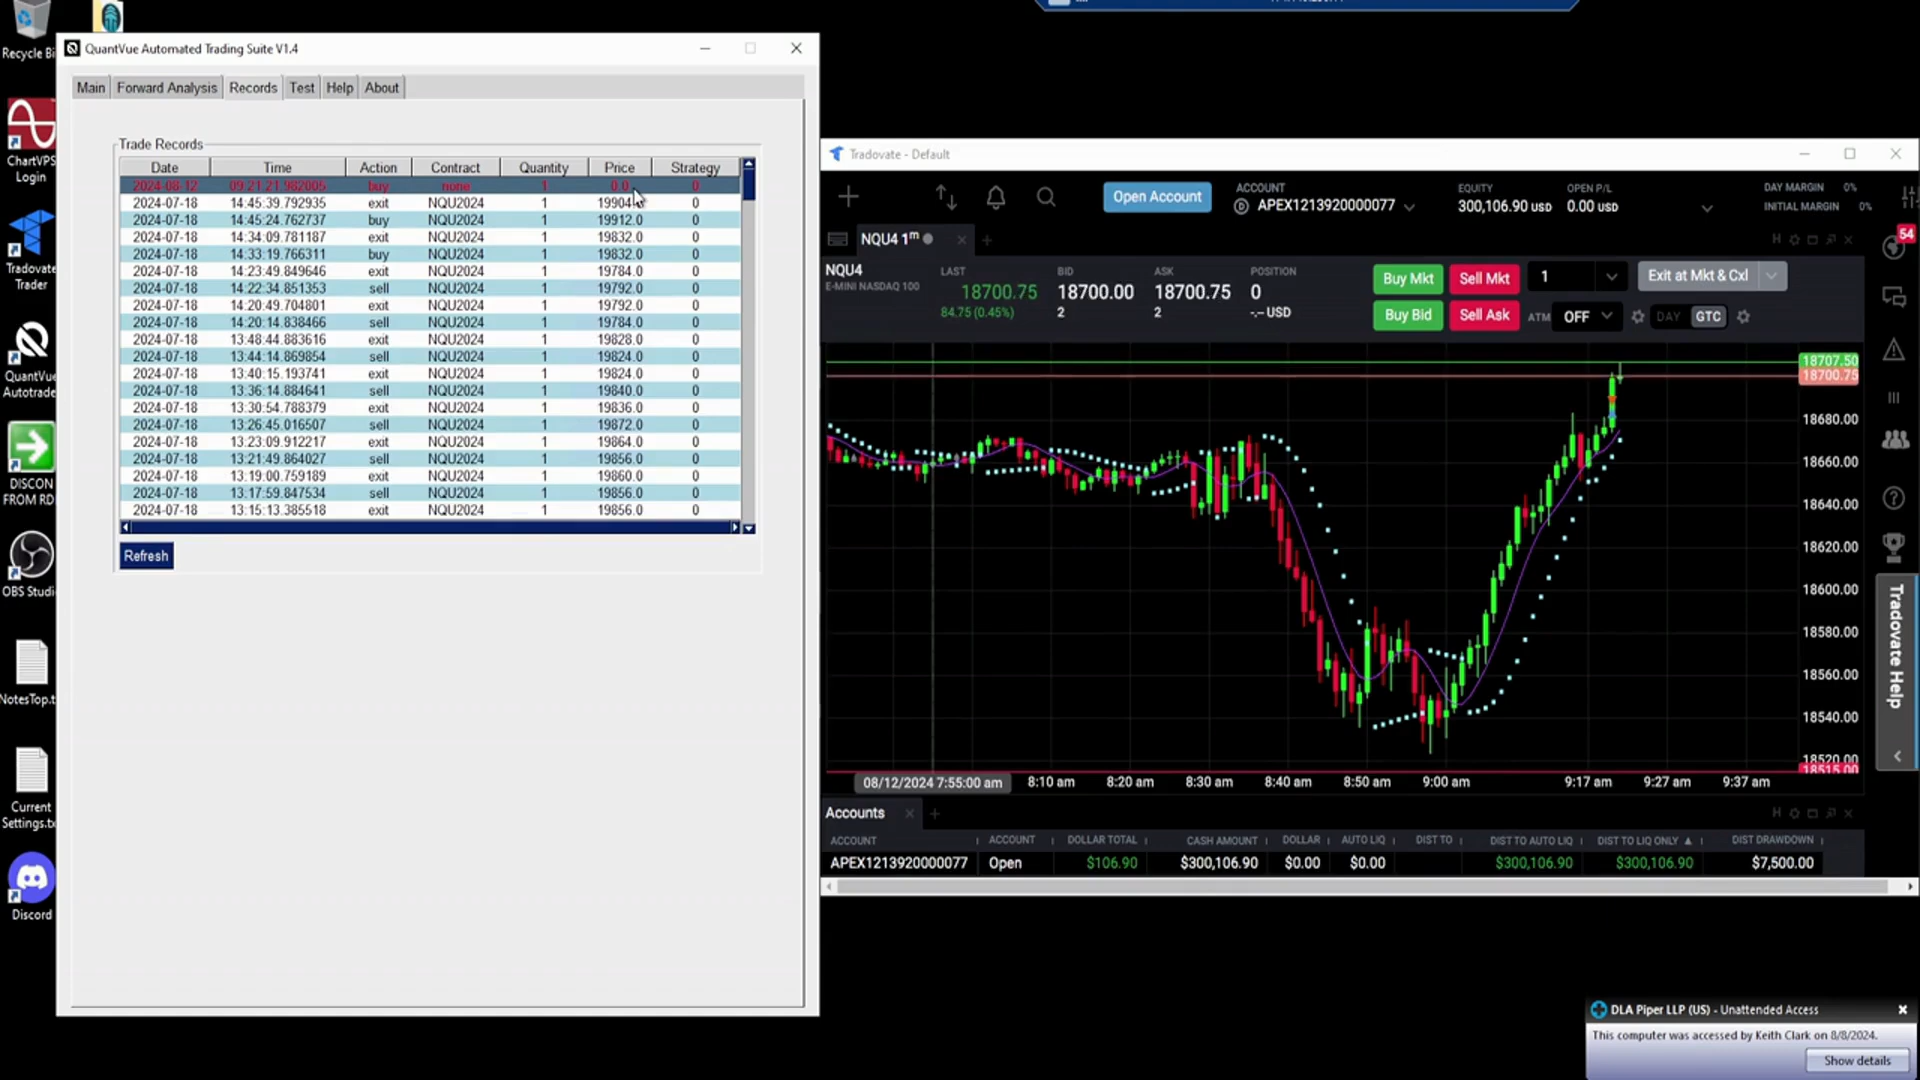 Recycle Bi
QuantVue Automated Trading Suite V1.4
Main Forward Analysis Records Test Help About
Trade Records
Date Time Action Contract Quantity Price Strategy
2024-08-12 09:21:21.982005 buy none 1 0.0 0
2024-07-18 14:45:39.792935 exit NQU2024 1 19904. 0
2024-07-18 14:45:24.762737 buy NQU2024 1 19912.0 0
2024-07-18 14:34:09.781187 exit NQU2024 1 19832.0 0
2024-07-18 14:33:19.766311 buy NQU2024 1 19832.0 0
2024-07-18 14:23:49.849646 exit NQU2024 1 19784.0 0
2024-07-18 14:22:34.851353 sell NQU2024 1 19792.0 0
2024-07-18 14:20:49.704801 exit NQU2024 1 19792.0 0
2024-07-18 14:20:14.838466 sell NQU2024 1 19784.0 0
2024-07-18 13:48:44.883616 exit NQU2024 1 19828.0 0
2024-07-18 13:44:14.869854 sell NQU2024 1 19824.0 0
2024-07-18 13:40:15.193741 exit NQU2024 1 19824.0 0
2024-07-18 13:36:14.884641 sell NQU2024 1 19840.0 0
2024-07-18 13:30:54.788379 exit NQU2024 1 19836.0 0
2024-07-18 13:26:45.016507 sell NQU2024 1 19872.0 0
2024-07-18 13:23:09.912217 exit NQU2024 1 19864.0 0
2024-07-18 13:21:49.864027 sell NQU2024 1 19856.0 0
2024-07-18 13:19:00.759189 exit NQU2024 1 19860.0 0
2024-07-18 13:17:59.847534 sell NQU2024 1 19856.0 0
2024-07-18 13:15:13.385518 exit NQU2024 1 19856.0 0
Refresh
ChartVPS
Login
Tradovate
Trader
QuantVue
Autotrade
DISCON
FROM RD
OBS Studi
NotesTop.t
Current
Settings.tx
Discord
Tradovate - Default
Open Account
ACCOUNT
APEX1213920000077
EQUITY
300,106.90 USD
OPEN P/L
0.00 USD
DAY MARGIN 0%
INITIAL MARGIN 0%
54
NQU4 1m
H
NQU4
E-MINI NASDAQ 100
LAST
18700.75
84.75 (0.45%)
BID
18700.00
2
ASK
18700.75
2
POSITION
0
-.-- USD
Buy Mkt Sell Mkt 1 Exit at Mkt & Cxl
Buy Bid Sell Ask ATM OFF DAY GTC
18707.50
18700.75
18680.00
18660.00
18640.00
18620.00
18600.00
18580.00
18560.00
18540.00
18520.00
18515.00
08/12/2024 7:55:00 am 8:10 am 8:20 am 8:30 am 8:40 am 8:50 am 9:00 am 9:17 am 9:27 am 9:37 am
Tradovate Help
Accounts
H
ACCOUNT ACCOUNT DOLLAR TOTAL CASH AMOUNT DOLLAR AUTO LIQ DIST TO DIST TO AUTO LIQ DIST TO LIQ ONLY DIST DRAWDOWN
APEX1213920000077 Open $106.90 $300,106.90 $0.00 $0.00 $300,106.90 $300,106.90 $7,500.00
DLA Piper LLP (US) - Unattended Access
This computer was accessed by Keith Clark on 8/8/2024.
Show details